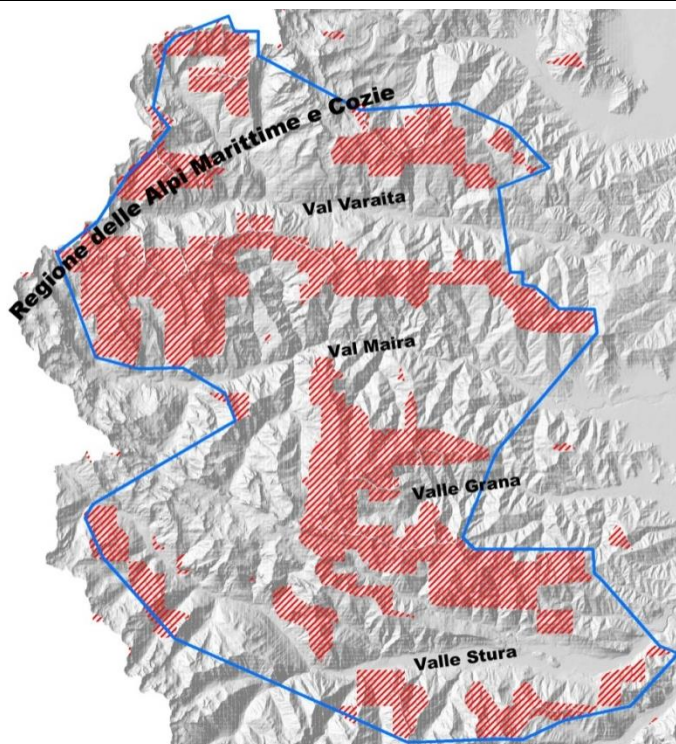 Regione delle Alpi Marittime e Cozie
Val Varaita
Val Maira
Valle Grana
Valle Stura